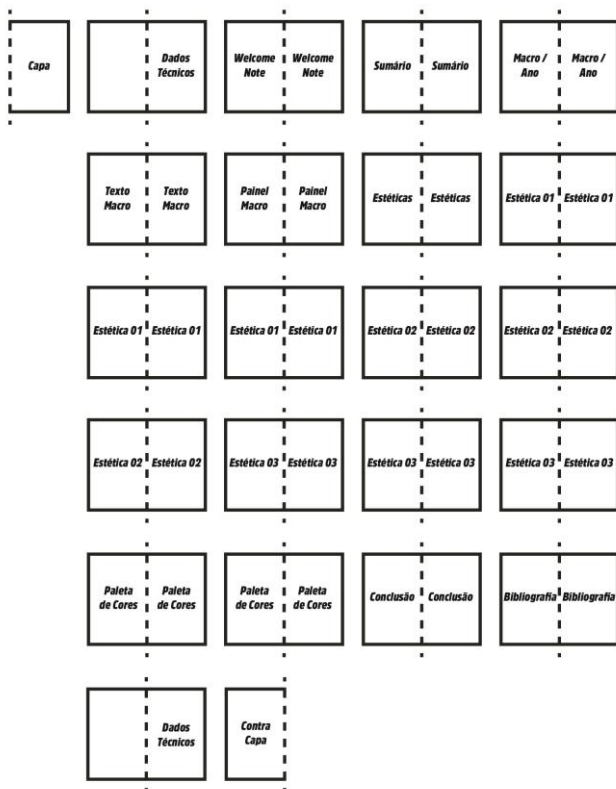 Capa
Dados
Técnicos
Welcome
Note
Welcome
Note
Sumário
Sumário
Macro /
Ano
Macro /
Ano
Texto
Macro
Texto
Macro
Painel
Macro
Painel
Macro
Estéticas
Estéticas
Estética 01
Estética 01
Estética 01
Estética 01
Estética 01
Estética 01
Estética 02
Estética 02
Estética 02
Estética 02
Estética 02
Estética 02
Estética 03
Estética 03
Estética 03
Estética 03
Estética 03
Estética 03
Paleta
de Cores
Paleta
de Cores
Paleta
de Cores
Paleta
de Cores
Conclusão
Conclusão
Bibliografia
Bibliografia
Dados
Técnicos
Contra
Capa